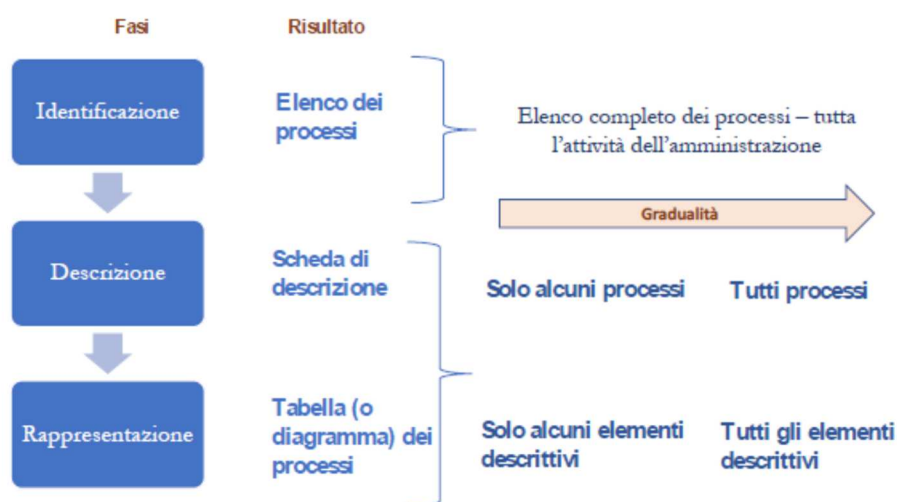 Fasi
Risultato
Identificazione
Elenco dei
processi
Elenco completo dei processi – tutta
l'attività dell'amministrazione
Gradualità
Descrizione
Scheda di
descrizione
Solo alcuni processi
Tutti processi
Rappresentazione
Tabella (o
diagramma) dei
processi
Solo alcuni elementi
descrittivi
Tutti gli elementi
descrittivi